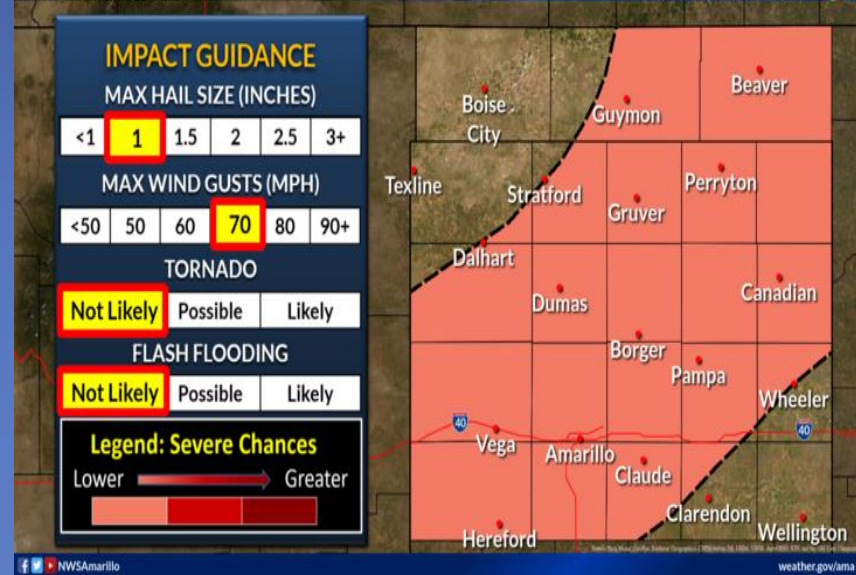 IMPACT GUIDANCE
MAX HAIL SIZE (INCHES)
<1 1 1.5 2 2.5 3+
MAX WIND GUSTS (MPH)
<50 50 60 70 80 90+
TORNADO
Not Likely Possible Likely
FLASH FLOODING
Not Likely Possible Likely
Legend: Severe Chances
Lower Greater
Boise City
Guymon
Beaver
Texline
Stratford
Gruver
Perryton
Dalhart
Dumas
Canadian
Borger
Pampa
Wheeler
40
40
Vega
Amarillo
Claude
Clarendon
Hereford
Wellington
NWSAmarillo
weather.gov/ama